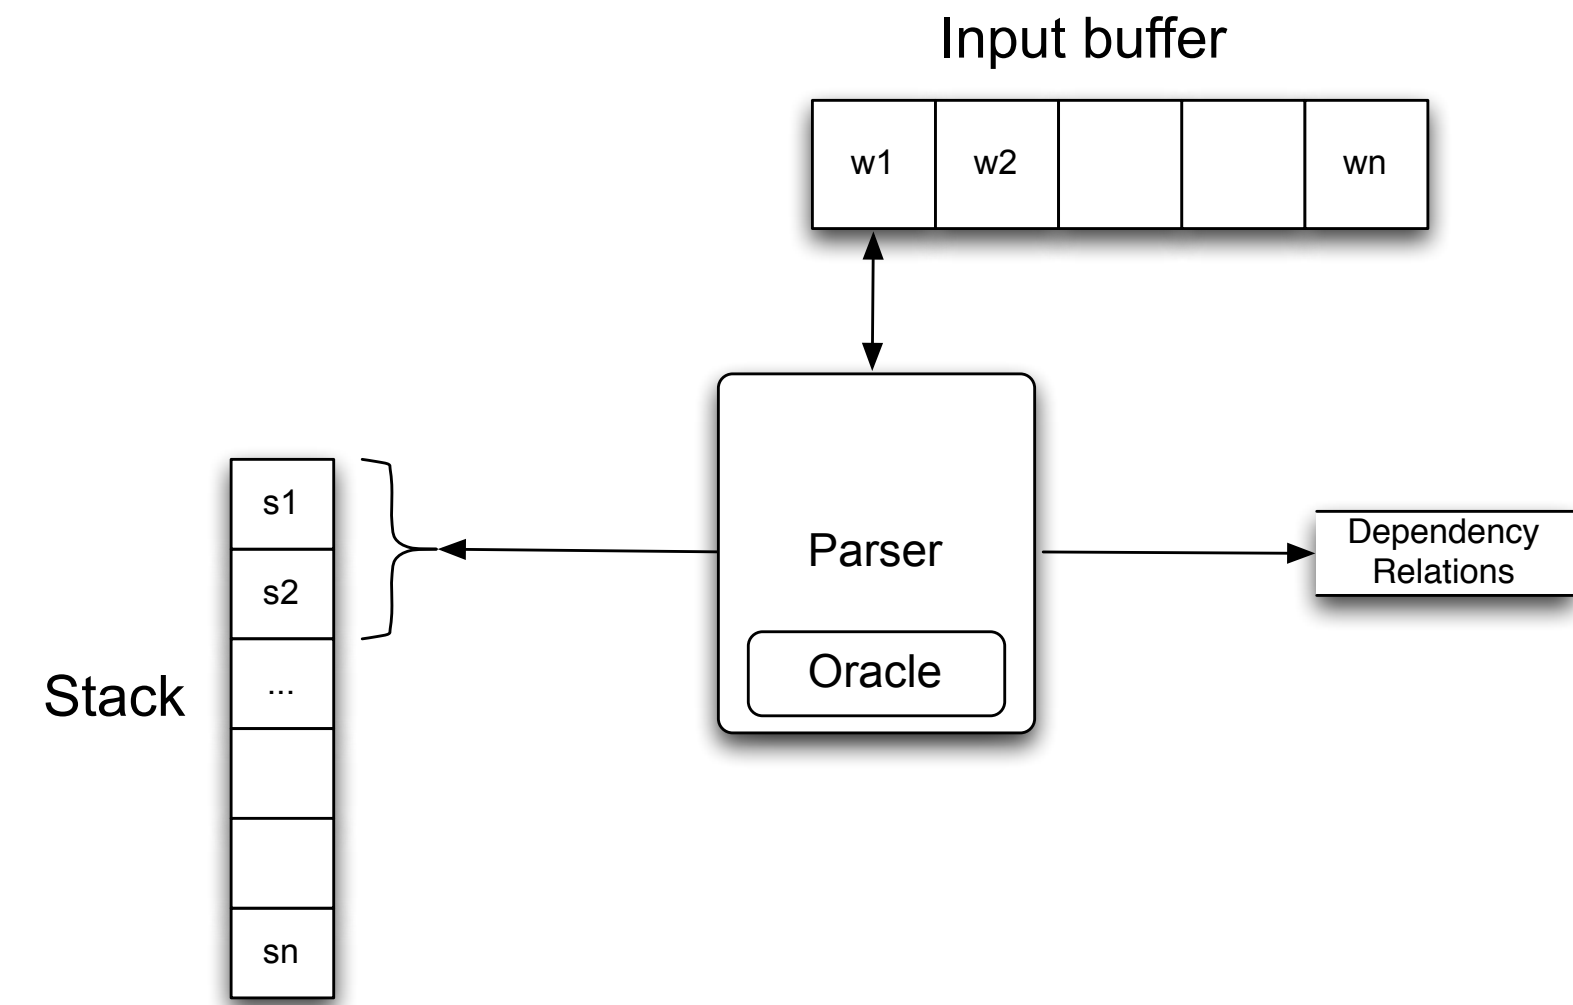 Input buffer
w1 w2 wn
s1
s2
...
sn
Stack
Parser
Oracle
Dependency
Relations